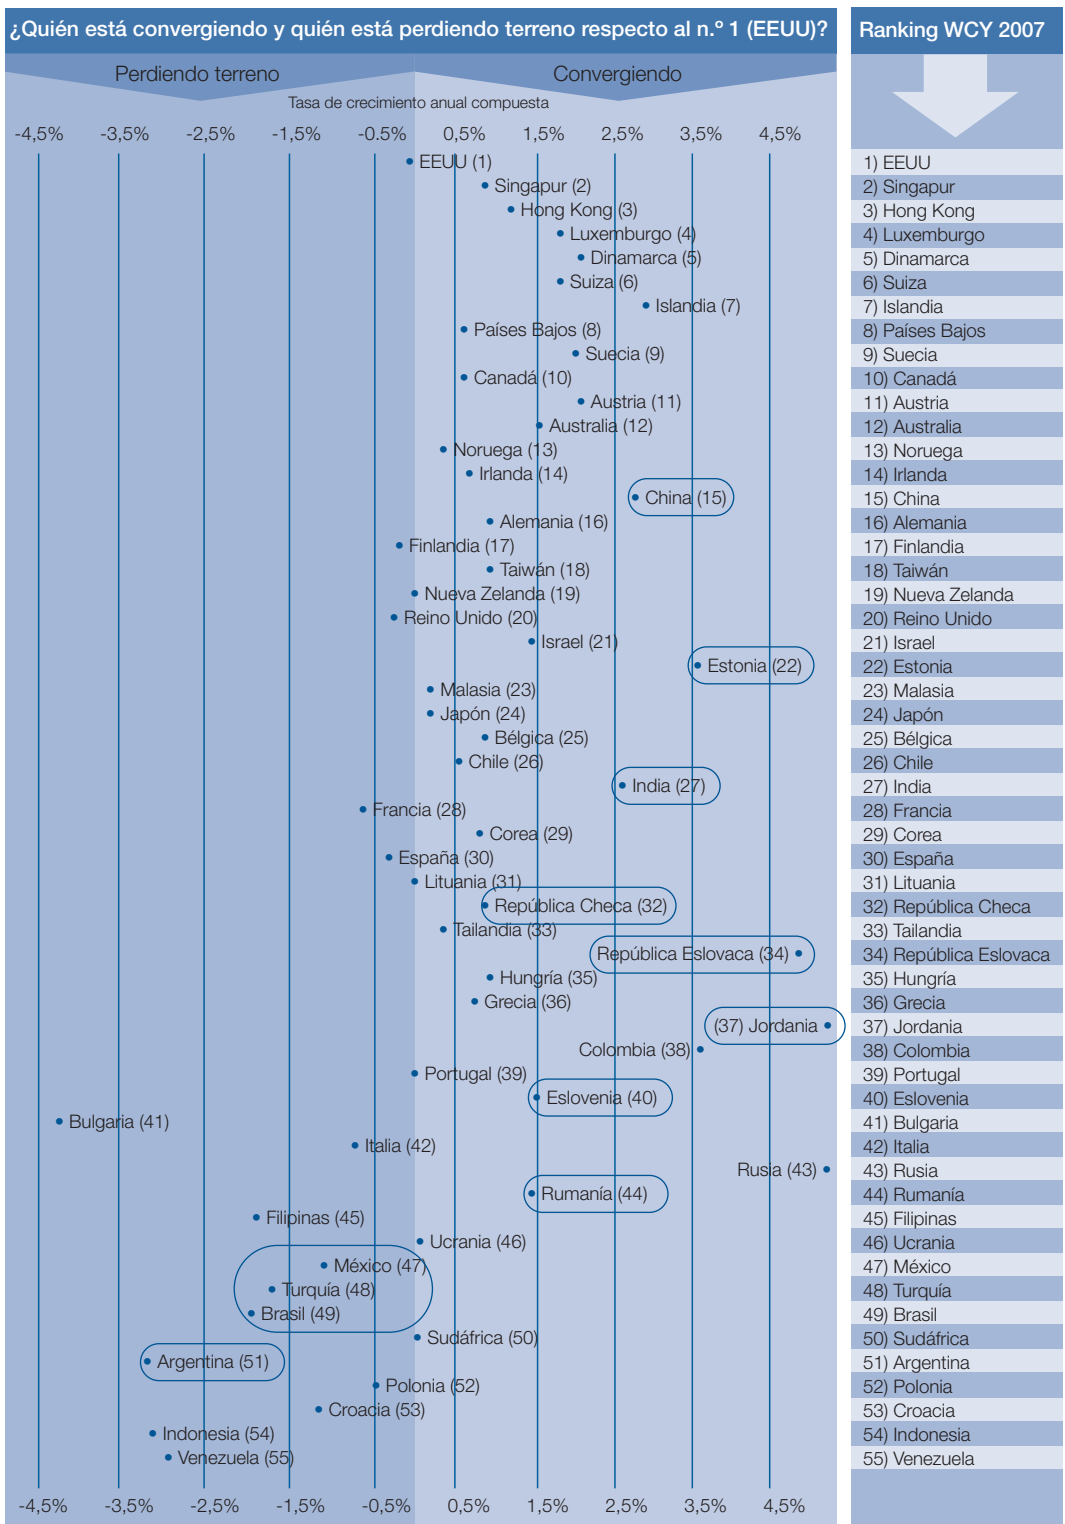 ¿Quién está convergiendo y quién está perdiendo terreno respecto al n.º 1 (EEUU)?
Perdiendo terreno
Convergiendo
Tasa de crecimiento anual compuesta
-4,5% -3,5% -2,5% -1,5% -0.5% 0,5% 1,5% 2,5% 3,5% 4,5%
EEUU (1)
Singapur (2)
Hong Kong (3)
Luxemburgo (4)
Dinamarca (5)
Suiza (6)
Islandia (7)
Países Bajos (8)
Suecia (9)
Canadá (10)
Austria (11)
Australia (12)
Noruega (13)
Irlanda (14)
China (15)
Alemania (16)
Finlandia (17)
Taiwán (18)
Nueva Zelanda (19)
Reino Unido (20)
Israel (21)
Estonia (22)
Malasia (23)
Japón (24)
Bélgica (25)
Chile (26)
India (27)
Francia (28)
Corea (29)
España (30)
Lituania (31)
República Checa (32)
Tailandia (33)
República Eslovaca (34)
Hungría (35)
Grecia (36)
(37) Jordania
Colombia (38)
Portugal (39)
Eslovenia (40)
Bulgaria (41)
Italia (42)
Rusia (43)
Rumanía (44)
Filipinas (45)
Ucrania (46)
México (47)
Turquía (48)
Brasil (49)
Sudáfrica (50)
Argentina (51)
Polonia (52)
Croacia (53)
Indonesia (54)
Venezuela (55)
-4,5% -3,5% -2,5% -1,5% -0,5% 0,5% 1,5% 2,5% 3,5% 4,5%
Ranking WCY 2007
1) EEUU
2) Singapur
3) Hong Kong
4) Luxemburgo
5) Dinamarca
6) Suiza
7) Islandia
8) Países Bajos
9) Suecia
10) Canadá
11) Austria
12) Australia
13) Noruega
14) Irlanda
15) China
16) Alemania
17) Finlandia
18) Taiwán
19) Nueva Zelanda
20) Reino Unido
21) Israel
22) Estonia
23) Malasia
24) Japón
25) Bélgica
26) Chile
27) India
28) Francia
29) Corea
30) España
31) Lituania
32) República Checa
33) Tailandia
34) República Eslovaca
35) Hungría
36) Grecia
37) Jordania
38) Colombia
39) Portugal
40) Eslovenia
41) Bulgaria
42) Italia
43) Rusia
44) Rumanía
45) Filipinas
46) Ucrania
47) México
48) Turquía
49) Brasil
50) Sudáfrica
51) Argentina
52) Polonia
53) Croacia
54) Indonesia
55) Venezuela